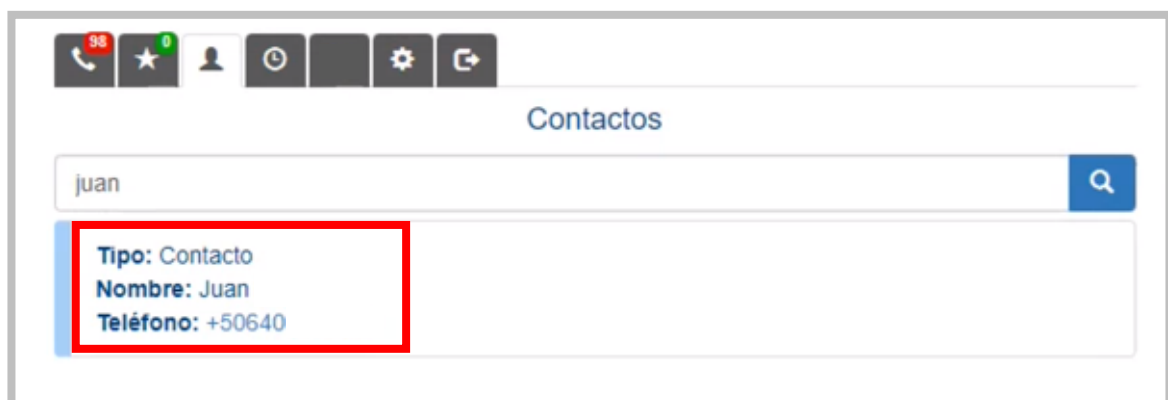 98
0
Contactos
juan
Tipo: Contacto
Nombre: Juan
Teléfono: +50640